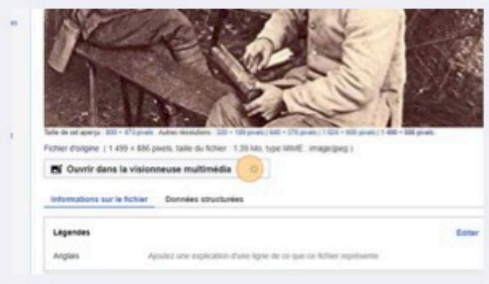 Taille de cet aperçu : 800 × 473 pixels. Autres résolutions : 320 × 189 pixels | 640 × 379 pixels | 1 024 × 606 pixels | 1 499 × 886 pixels.
Fichier d'origine (1 499 × 886 pixels, taille du fichier : 1.39 Mo, type MIME : image/jpeg)
Ouvrir dans la visionneuse multimédia
Informations sur le fichier Données structurées
Légendes Éditer
Anglais Ajoutez une explication d'une ligne de ce que ce fichier représente